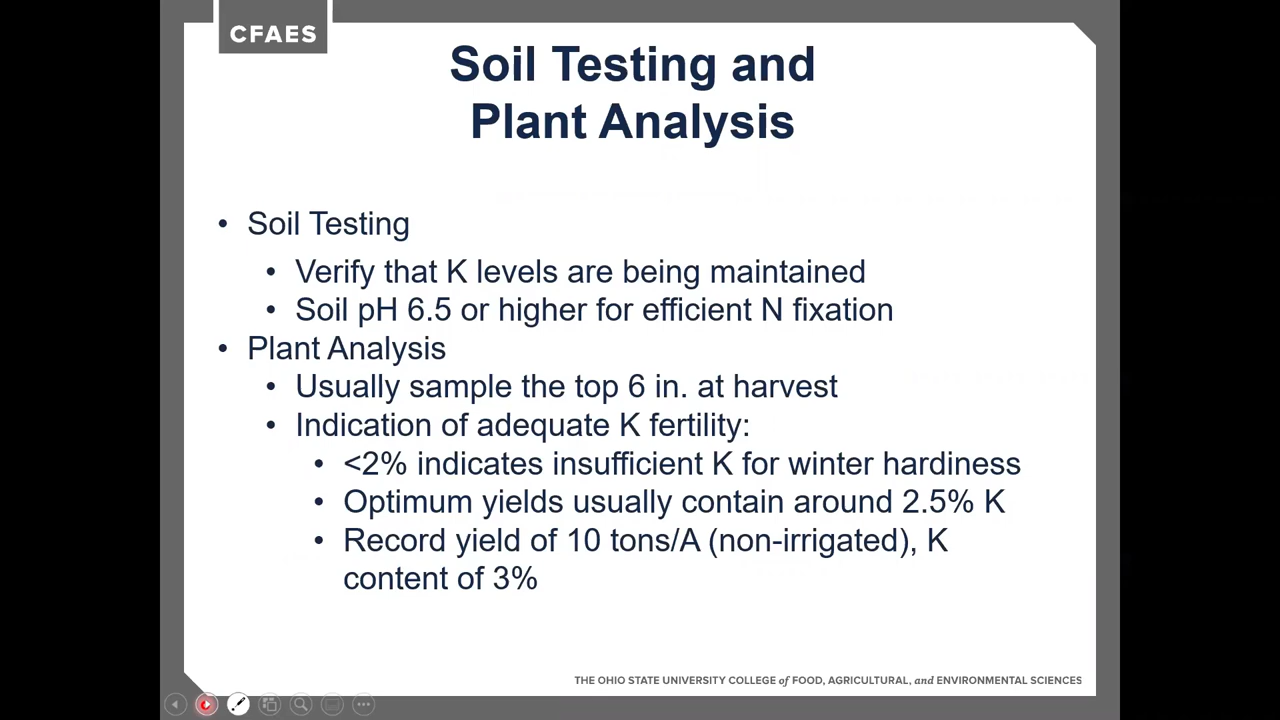 CFAES
Soil Testing and
Plant Analysis
• Soil Testing
• Verify that K levels are being maintained
• Soil pH 6.5 or higher for efficient N fixation
• Plant Analysis
• Usually sample the top 6 in. at harvest
• Indication of adequate K fertility:
• <2% indicates insufficient K for winter hardiness
• Optimum yields usually contain around 2.5% K
• Record yield of 10 tons/A (non-irrigated), K
content of 3%
THE OHIO STATE UNIVERSITY COLLEGE of FOOD, AGRICULTURAL, and ENVIRONMENTAL SCIENCES